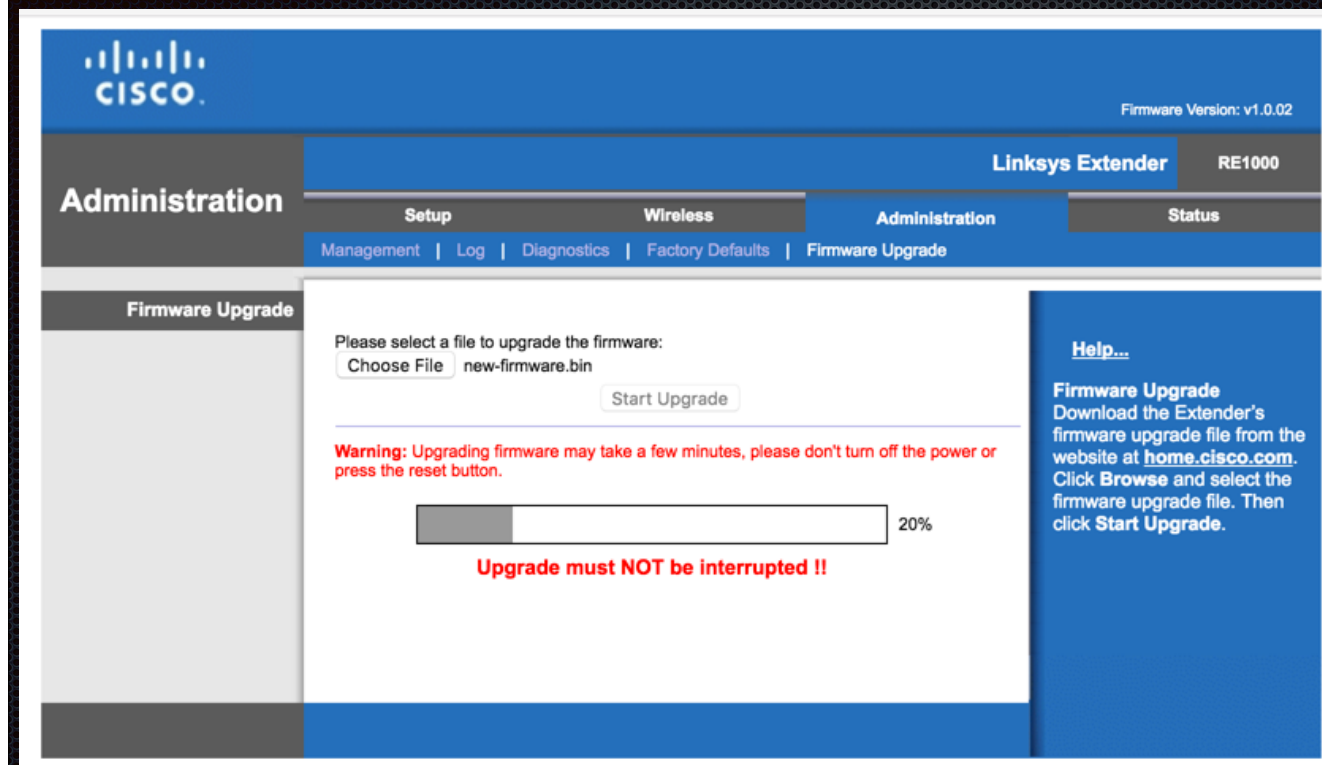 CISCO.
Firmware Version: v1.0.02
Linksys Extender RE1000
Administration
Setup Wireless Administration Status
Management | Log | Diagnostics | Factory Defaults | Firmware Upgrade
Firmware Upgrade
Please select a file to upgrade the firmware:
Choose File new-firmware.bin
Start Upgrade
Warning: Upgrading firmware may take a few minutes, please don't turn off the power or
press the reset button.
20%
Upgrade must NOT be interrupted !!
Help...
Firmware Upgrade
Download the Extender's
firmware upgrade file from the
website at home.cisco.com.
Click Browse and select the
firmware upgrade file. Then
click Start Upgrade.